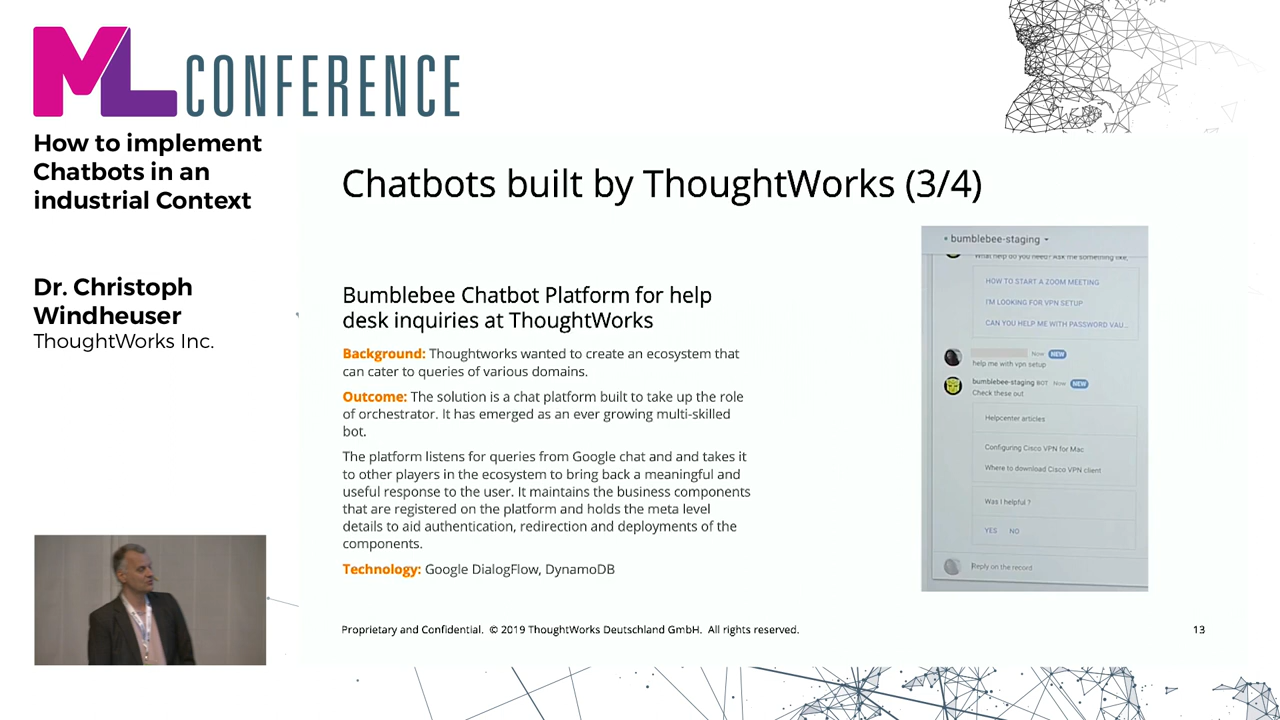 ML CONFERENCE
How to implement
Chatbots in an
industrial Context
Dr. Christoph
Windheuser
ThoughtWorks Inc.
Chatbots built by ThoughtWorks (3/4)
Bumblebee Chatbot Platform for help
desk inquiries at ThoughtWorks
Background: Thoughtworks wanted to create an ecosystem that
can cater to queries of various domains.
Outcome: The solution is a chat platform built to take up the role
of orchestrator. It has emerged as an ever growing multi-skilled
bot.
The platform listens for queries from Google chat and and takes it
to other players in the ecosystem to bring back a meaningful and
useful response to the user. It maintains the business components
that are registered on the platform and holds the meta level
details to aid authentication, redirection and deployments of the
components.
Technology: Google DialogFlow, DynamoDB
bumblebee-staging
What help do you need? Ask me something like,
HOW TO START A ZOOM MEETING
I'M LOOKING FOR VPN SETUP
CAN YOU HELP ME WITH PASSWORD VAU...
Now NEW
help me with vpn setup
bumblebee-staging BOT Now NEW
Check these out
Helpcenter articles
Configuring Cisco VPN for Mac
Where to download Cisco VPN client
Was I helpful ?
YES NO
Reply on the record
Proprietary and Confidential. © 2019 ThoughtWorks Deutschland GmbH. All rights reserved.
13